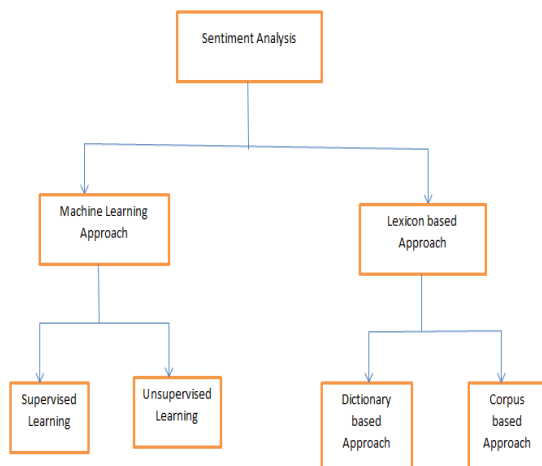 Sentiment Analysis
Machine Learning
Approach
Lexicon based
Approach
Supervised
Learning
Unsupervised
Learning
Dictionary
based
Approach
Corpus
based
Approach